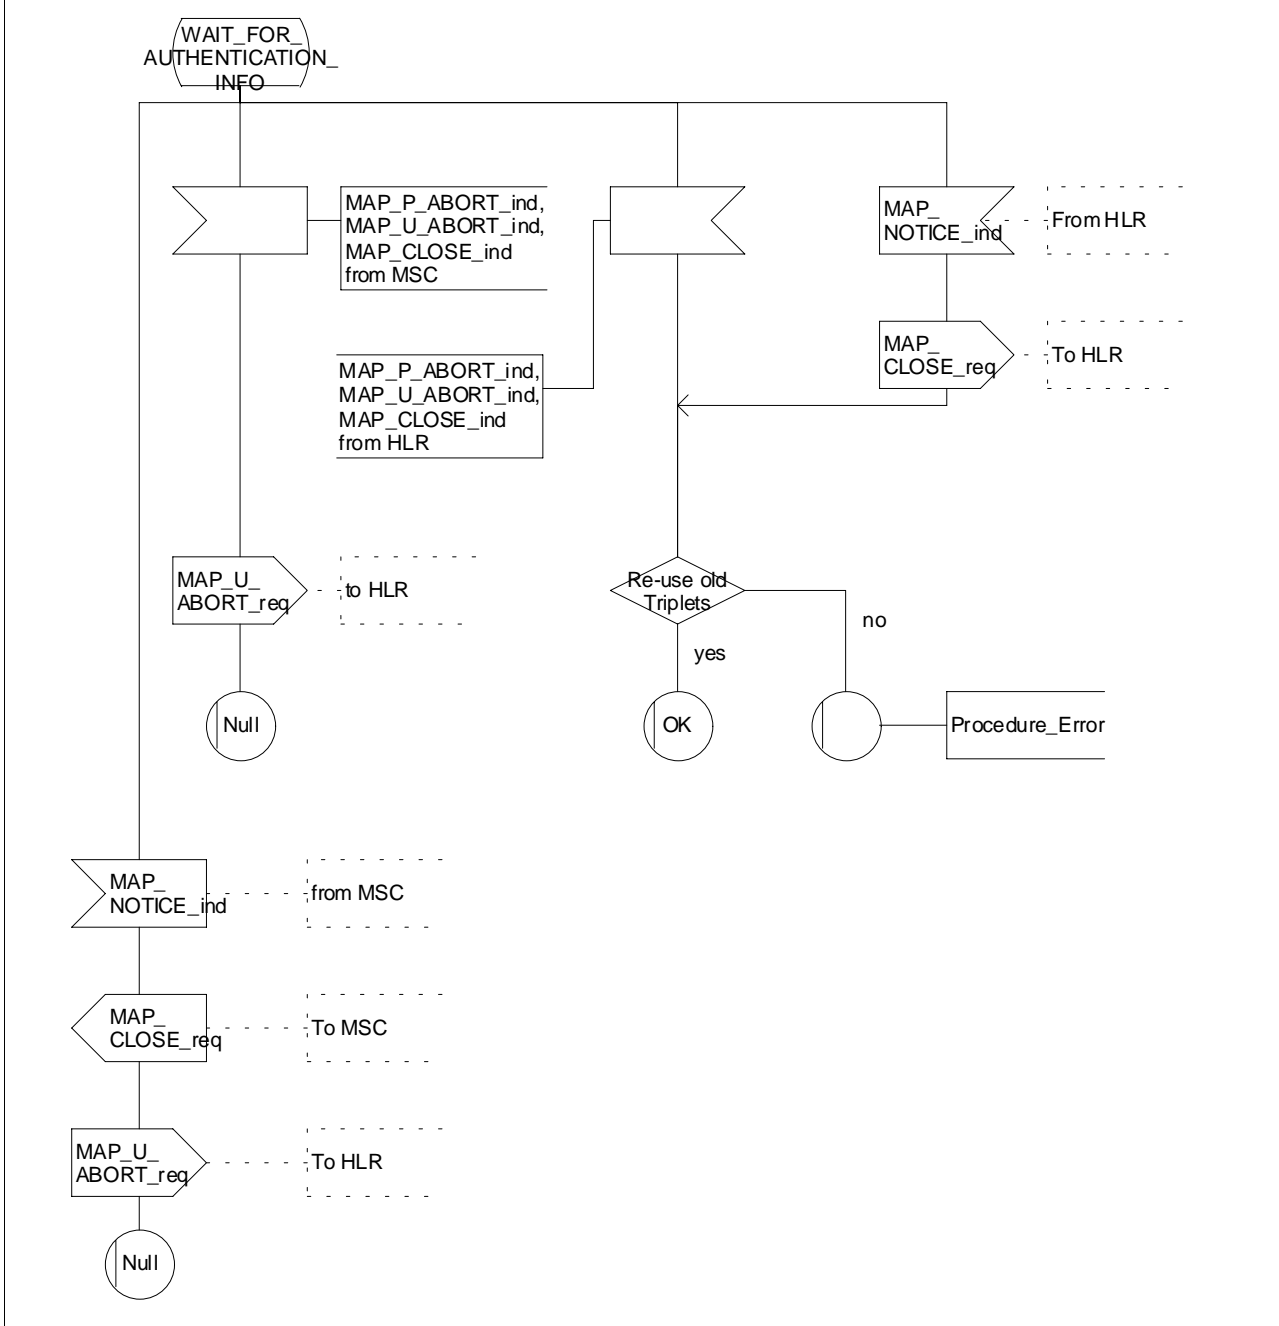 WAIT_FOR_
AUTHENTICATION_
INFO
MAP_P_ABORT_ind,
MAP_U_ABORT_ind,
MAP_CLOSE_ind
from MSC
MAP_
NOTICE_ind
From HLR
MAP_P_ABORT_ind,
MAP_U_ABORT_ind,
MAP_CLOSE_ind
from HLR
MAP_
CLOSE_req
To HLR
MAP_U_
ABORT_req
to HLR
Re-use old
Triplets
no
yes
Null
OK
Procedure_Error
MAP_
NOTICE_ind
from MSC
MAP_
CLOSE_req
To MSC
MAP_U_
ABORT_req
To HLR
Null